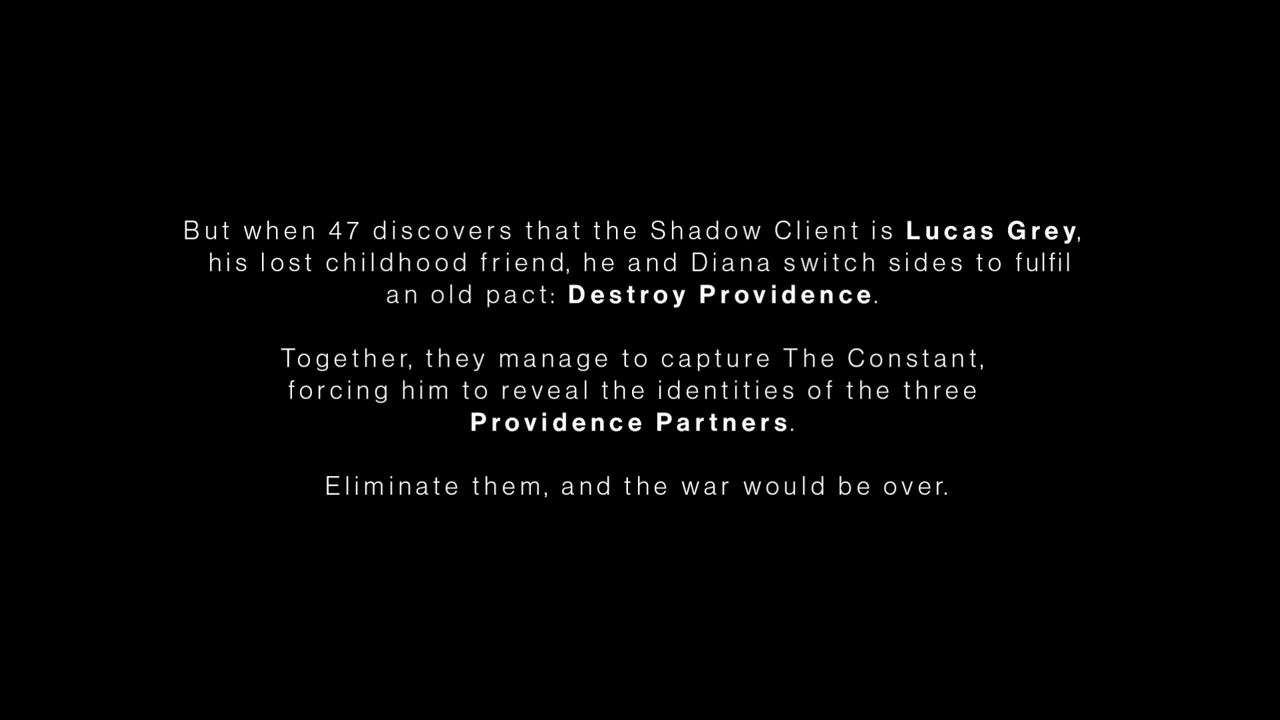 But when 47 discovers that the Shadow Client is Lucas Grey,
his lost childhood friend, he and Diana switch sides to fulfil
an old pact: Destroy Providence.
Together, they manage to capture The Constant,
forcing him to reveal the identities of the three
Providence Partners.
Eliminate them, and the war would be over.